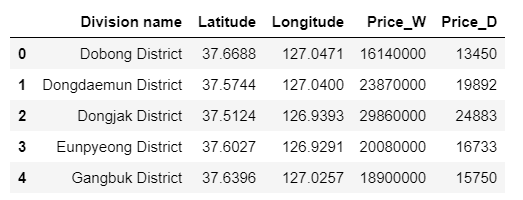 Division name Latitude Longitude Price_W Price_D
0 Dobong District 37.6688 127.0471 16140000 13450
1 Dongdaemun District 37.5744 127.0400 23870000 19892
2 Dongjak District 37.5124 126.9393 29860000 24883
3 Eunpyeong District 37.6027 126.9291 20080000 16733
4 Gangbuk District 37.6396 127.0257 18900000 15750